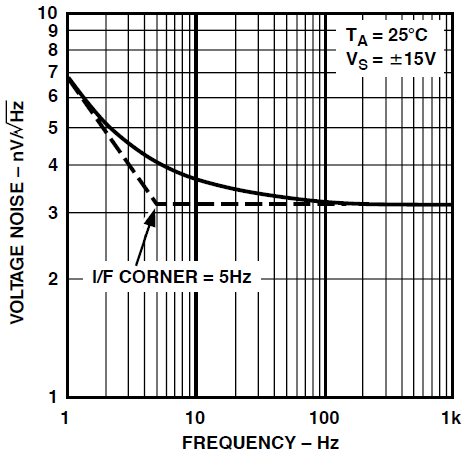 10
9
8
7
6
5
4
3
2
1
VOLTAGE NOISE – nV/√Hz
T_A = 25°C
V_S = ±15V
I/F CORNER = 5Hz
1 10 100 1k
FREQUENCY – Hz